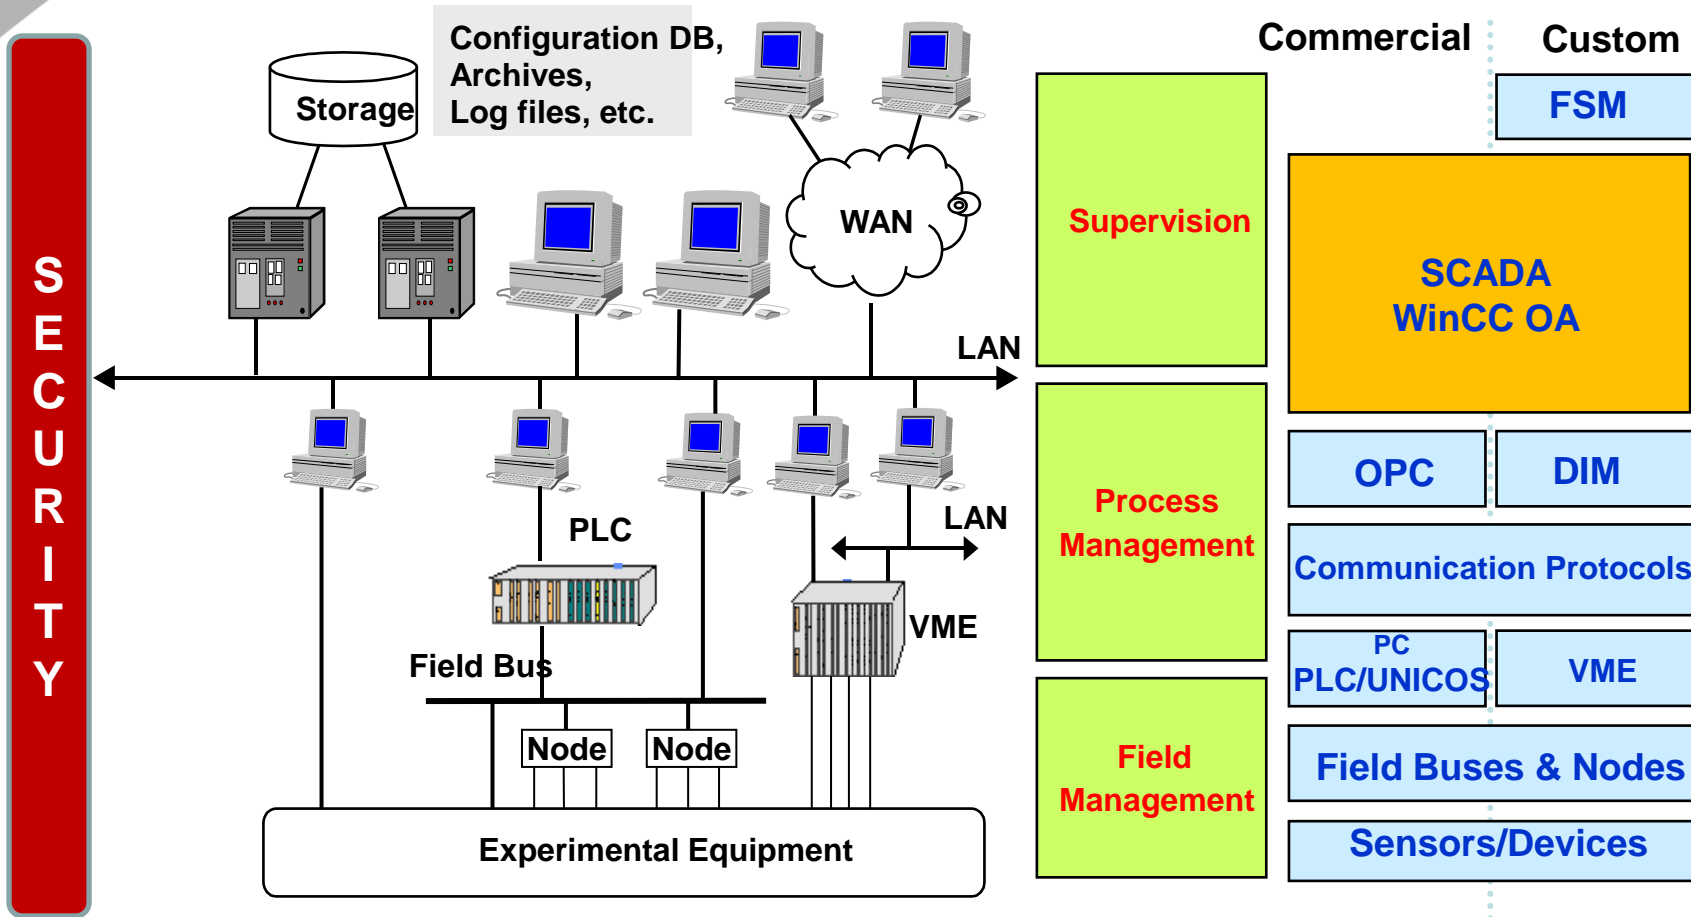 SECURITY
Configuration DB,
Archives,
Log files, etc.
Storage
WAN
LAN
PLC
LAN
VME
Field Bus
Node
Node
Experimental Equipment
Supervision
Process
Management
Field
Management
Commercial
Custom
FSM
SCADA
WinCC OA
OPC
DIM
Communication Protocols
PC
PLC/UNICOS
VME
Field Buses & Nodes
Sensors/Devices